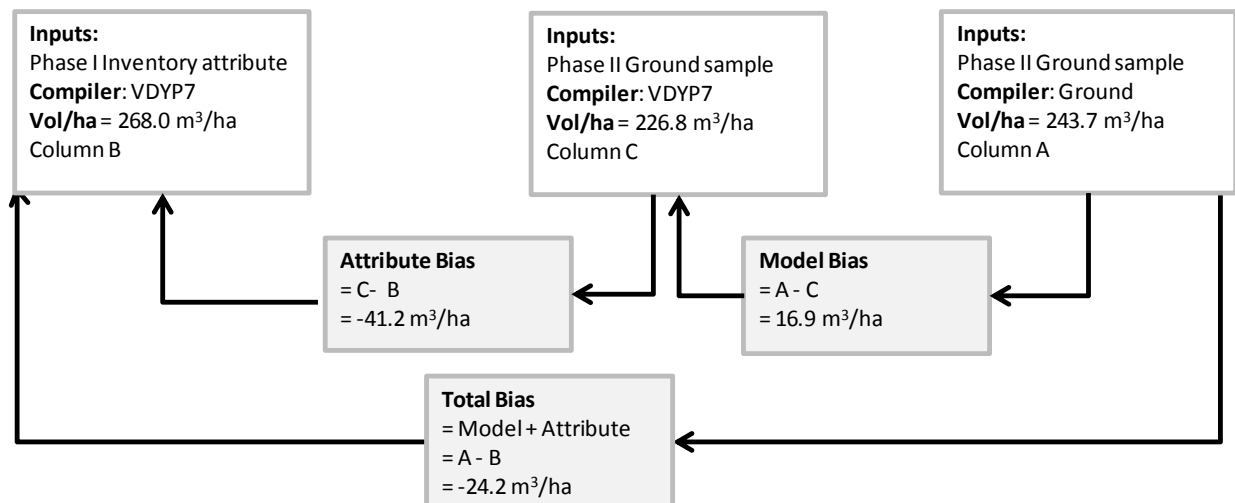 Inputs:
Phase I Inventory attribute
Compiler: VDYP7
Vol/ha = 268.0 m³/ha
Column B
Inputs:
Phase II Ground sample
Compiler: VDYP7
Vol/ha = 226.8 m³/ha
Column C
Inputs:
Phase II Ground sample
Compiler: Ground
Vol/ha = 243.7 m³/ha
Column A
Attribute Bias
= C- B
= -41.2 m³/ha
Model Bias
= A - C
= 16.9 m³/ha
Total Bias
= Model + Attribute
= A - B
= -24.2 m³/ha